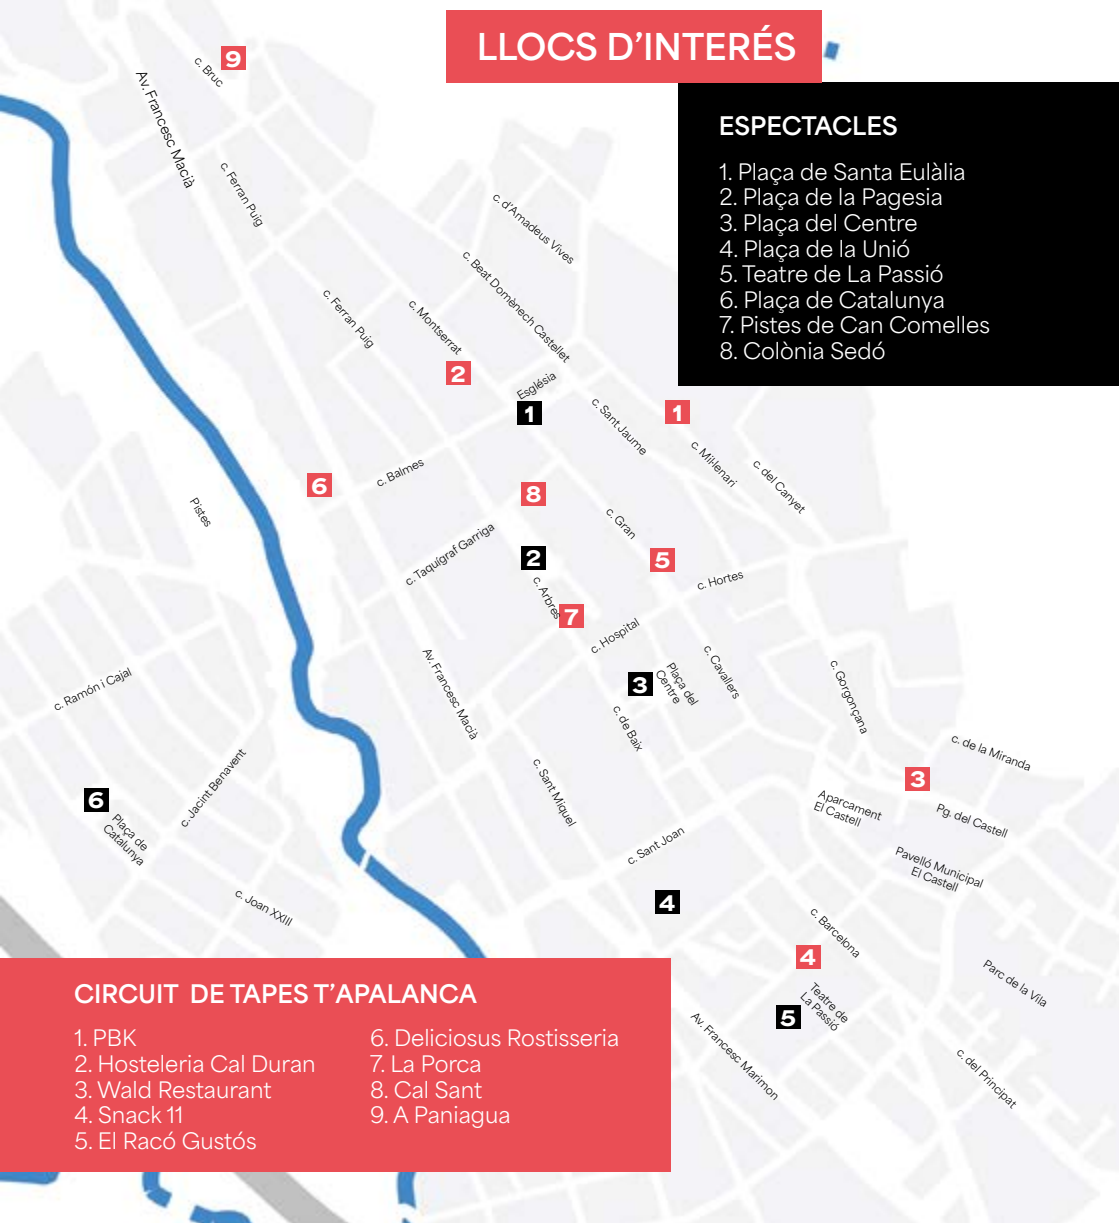 LLOCS D'INTERÉS
ESPECTACLES
1. Plaça de Santa Eulàlia
2. Plaça de la Pagesia
3. Plaça del Centre
4. Plaça de la Unió
5. Teatre de La Passió
6. Plaça de Catalunya
7. Pistes de Can Comelles
8. Colònia Sedó
9
c. Bruc
Av. Francesc Macià
c. Ferran Puig
c. d'Amadeus Vives
c. Beat Domènech Castellet
c. Ferran Puig
c. Montserrat
2
Església
1
c. Sant Jaume
1
c. Mil·lenari
c. del Canyet
c. Balmes
6
8
Pistes
c. Gran
c. Taquígraf Garriga
2
5
c. Arbres
7
c. Hortes
c. Hospital
Av. Francesc Macià
3
Plaça del
Centre
c. Cavallers
c. Gorgonçana
c. Ramón i Cajal
c. de Baix
c. de la Miranda
c. Jacint Benavent
6
Plaça de
Catalunya
c. Sant Miquel
3
Aparcament
El Castell
Pg. del Castell
c. Sant Joan
Pavelló Municipal
El Castell
c. Joan XXIII
4
c. Barcelona
4
Parc de la Vila
Teatre de
La Passió
5
Av. Francesc Marimon
c. del Principat
CIRCUIT DE TAPES T'APALANCA
1. PBK
2. Hosteleria Cal Duran
3. Wald Restaurant
4. Snack 11
5. El Racó Gustós
6. Deliciosus Rostisseria
7. La Porca
8. Cal Sant
9. A Paniagua